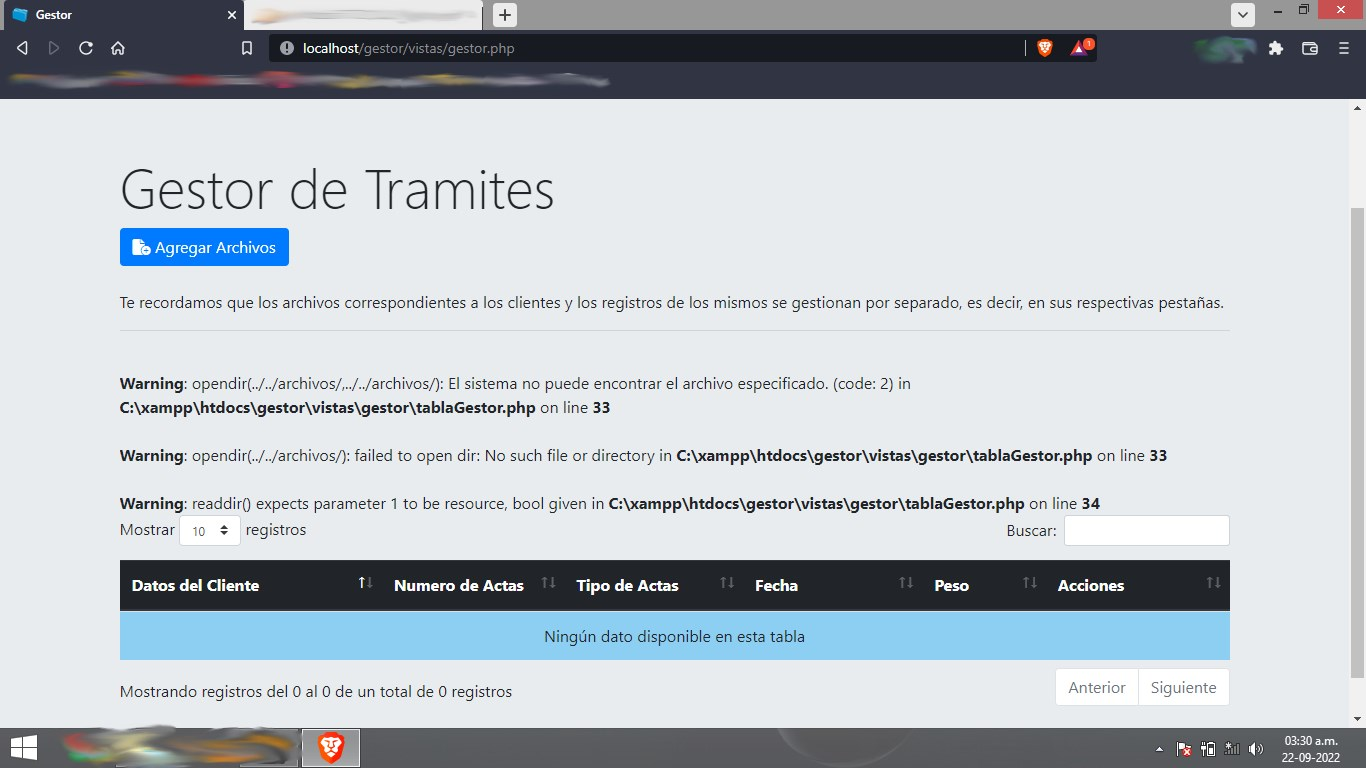 Gestor
localhost/gestor/vistas/gestor.php
1
Gestor de Tramites
Agregar Archivos
Te recordamos que los archivos correspondientes a los clientes y los registros de los mismos se gestionan por separado, es decir, en sus respectivas pestañas.
Warning: opendir(../../archivos/,../../archivos/): El sistema no puede encontrar el archivo especificado. (code: 2) in
C:\xampp\htdocs\gestor\vistas\gestor\tablaGestor.php on line 33
Warning: opendir(../../archivos/): failed to open dir: No such file or directory in C:\xampp\htdocs\gestor\vistas\gestor\tablaGestor.php on line 33
Warning: readdir() expects parameter 1 to be resource, bool given in C:\xampp\htdocs\gestor\vistas\gestor\tablaGestor.php on line 34
Mostrar 10 registros Buscar:
Datos del Cliente Numero de Actas Tipo de Actas Fecha Peso Acciones
Ningún dato disponible en esta tabla
Mostrando registros del 0 al 0 de un total de 0 registros Anterior Siguiente
03:30 a.m.
22-09-2022